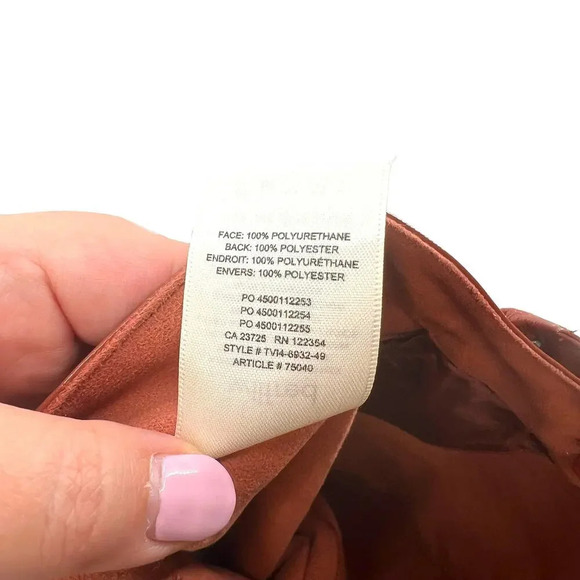 FACE: 100% POLYURETHANE
BACK: 100% POLYESTER
ENDROIT: 100% POLYURÉTHANE
ENVERS: 100% POLYESTER
PO 4500112253
PO 4500112254
PO 4500112255
CA 23725 RN 122354
STYLE # TVI4-6932-49
ARTICLE # 75040